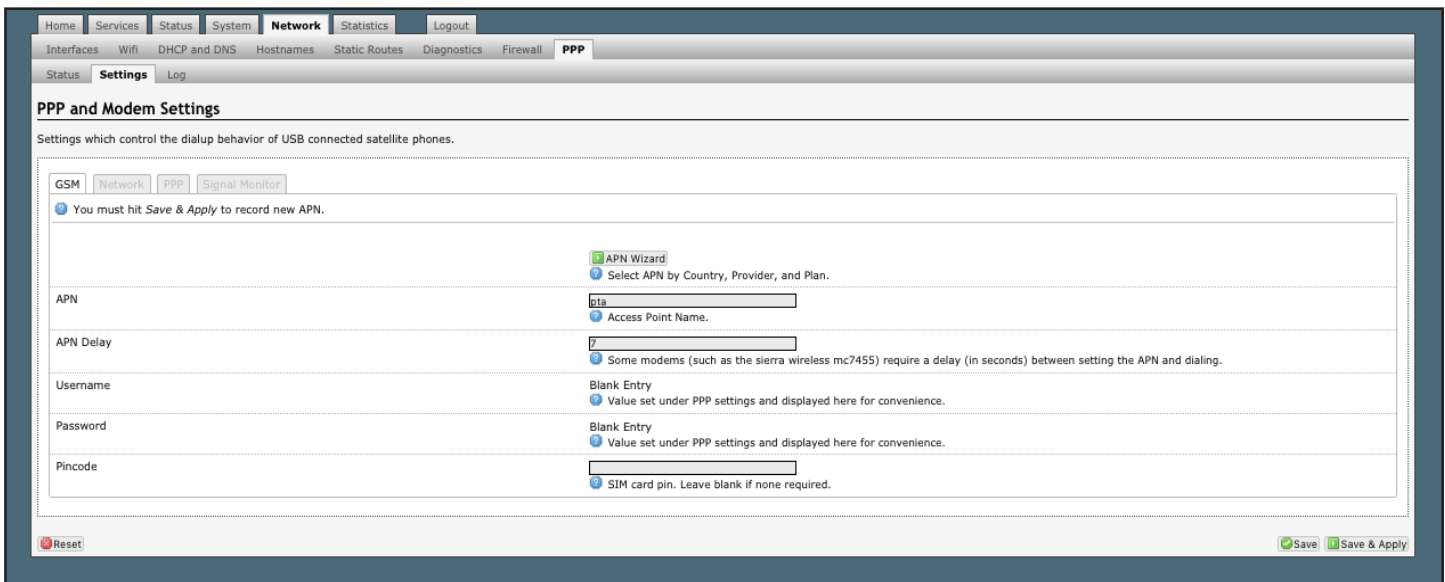 Home Services Status System Network Statistics Logout
Interfaces Wifi DHCP and DNS Hostnames Static Routes Diagnostics Firewall PPP
Status Settings Log
PPP and Modem Settings
Settings which control the dialup behavior of USB connected satellite phones.
GSM Network PPP Signal Monitor
You must hit Save & Apply to record new APN.
APN Wizard
Select APN by Country, Provider, and Plan.
APN pta
Access Point Name.
APN Delay 7
Some modems (such as the sierra wireless mc7455) require a delay (in seconds) between setting the APN and dialing.
Username Blank Entry
Value set under PPP settings and displayed here for convenience.
Password Blank Entry
Value set under PPP settings and displayed here for convenience.
Pincode
SIM card pin. Leave blank if none required.
Reset Save Save & Apply